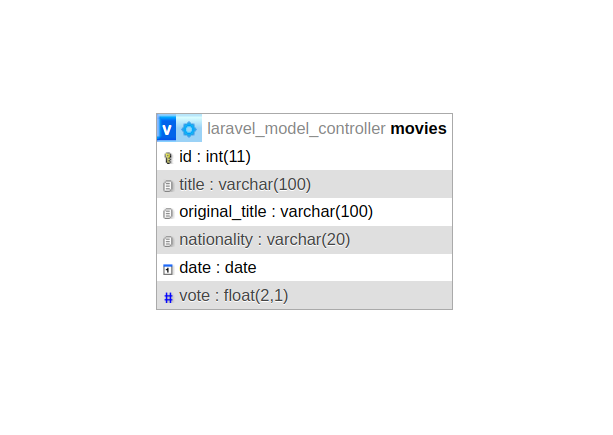 v laravel_model_controller movies
id : int(11)
title : varchar(100)
original_title : varchar(100)
nationality : varchar(20)
date : date
# vote : float(2,1)